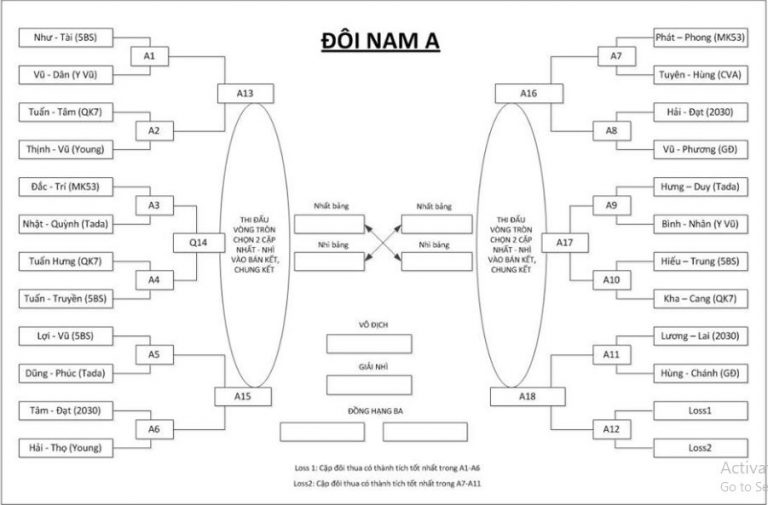 ĐÔI NAM A
Như - Tài (5BS)
A1
Vũ - Dân (Y Vũ)
A13
Tuấn - Tâm (QK7)
A2
Thịnh - Vũ (Young)
Đắc - Trí (MK53)
A3
Nhật - Quỳnh (Tada)
Q14
Tuấn Hưng (QK7)
A4
Tuấn - Truyền (5BS)
Lợi - Vũ (5BS)
A5
Dũng - Phúc (Tada)
A15
Tâm - Đạt (2030)
A6
Hải - Thọ (Young)
THI ĐẤU
VÒNG TRÒN
CHỌN 2 CẶP
NHẤT - NHÌ
VÀO BÁN KẾT,
CHUNG KẾT
Nhất bảng
Nhì bảng
Nhất bảng
Nhì bảng
VÔ ĐỊCH
GIẢI NHÌ
ĐỒNG HẠNG BA
Loss 1: Cặp đôi thua có thành tích tốt nhất trong A1-A6
Loss2: Cặp đôi thua có thành tích tốt nhất trong A7-A11
THI ĐẤU
VÒNG TRÒN
CHỌN 2 CẶP
NHẤT - NHÌ
VÀO BÁN KẾT,
CHUNG KẾT
Phát – Phong (MK53)
A7
Tuyên - Hùng (CVA)
A16
Hải - Đạt (2030)
A8
Vũ - Phương (GĐ)
Hưng – Duy (Tada)
A9
Bình - Nhân (Y Vũ)
A17
Hiếu – Trung (5BS)
A10
Kha – Cang (QK7)
Lương – Lai (2030)
A11
Hùng - Chánh (GĐ)
A18
Loss1
A12
Loss2
Activa
Go to Se